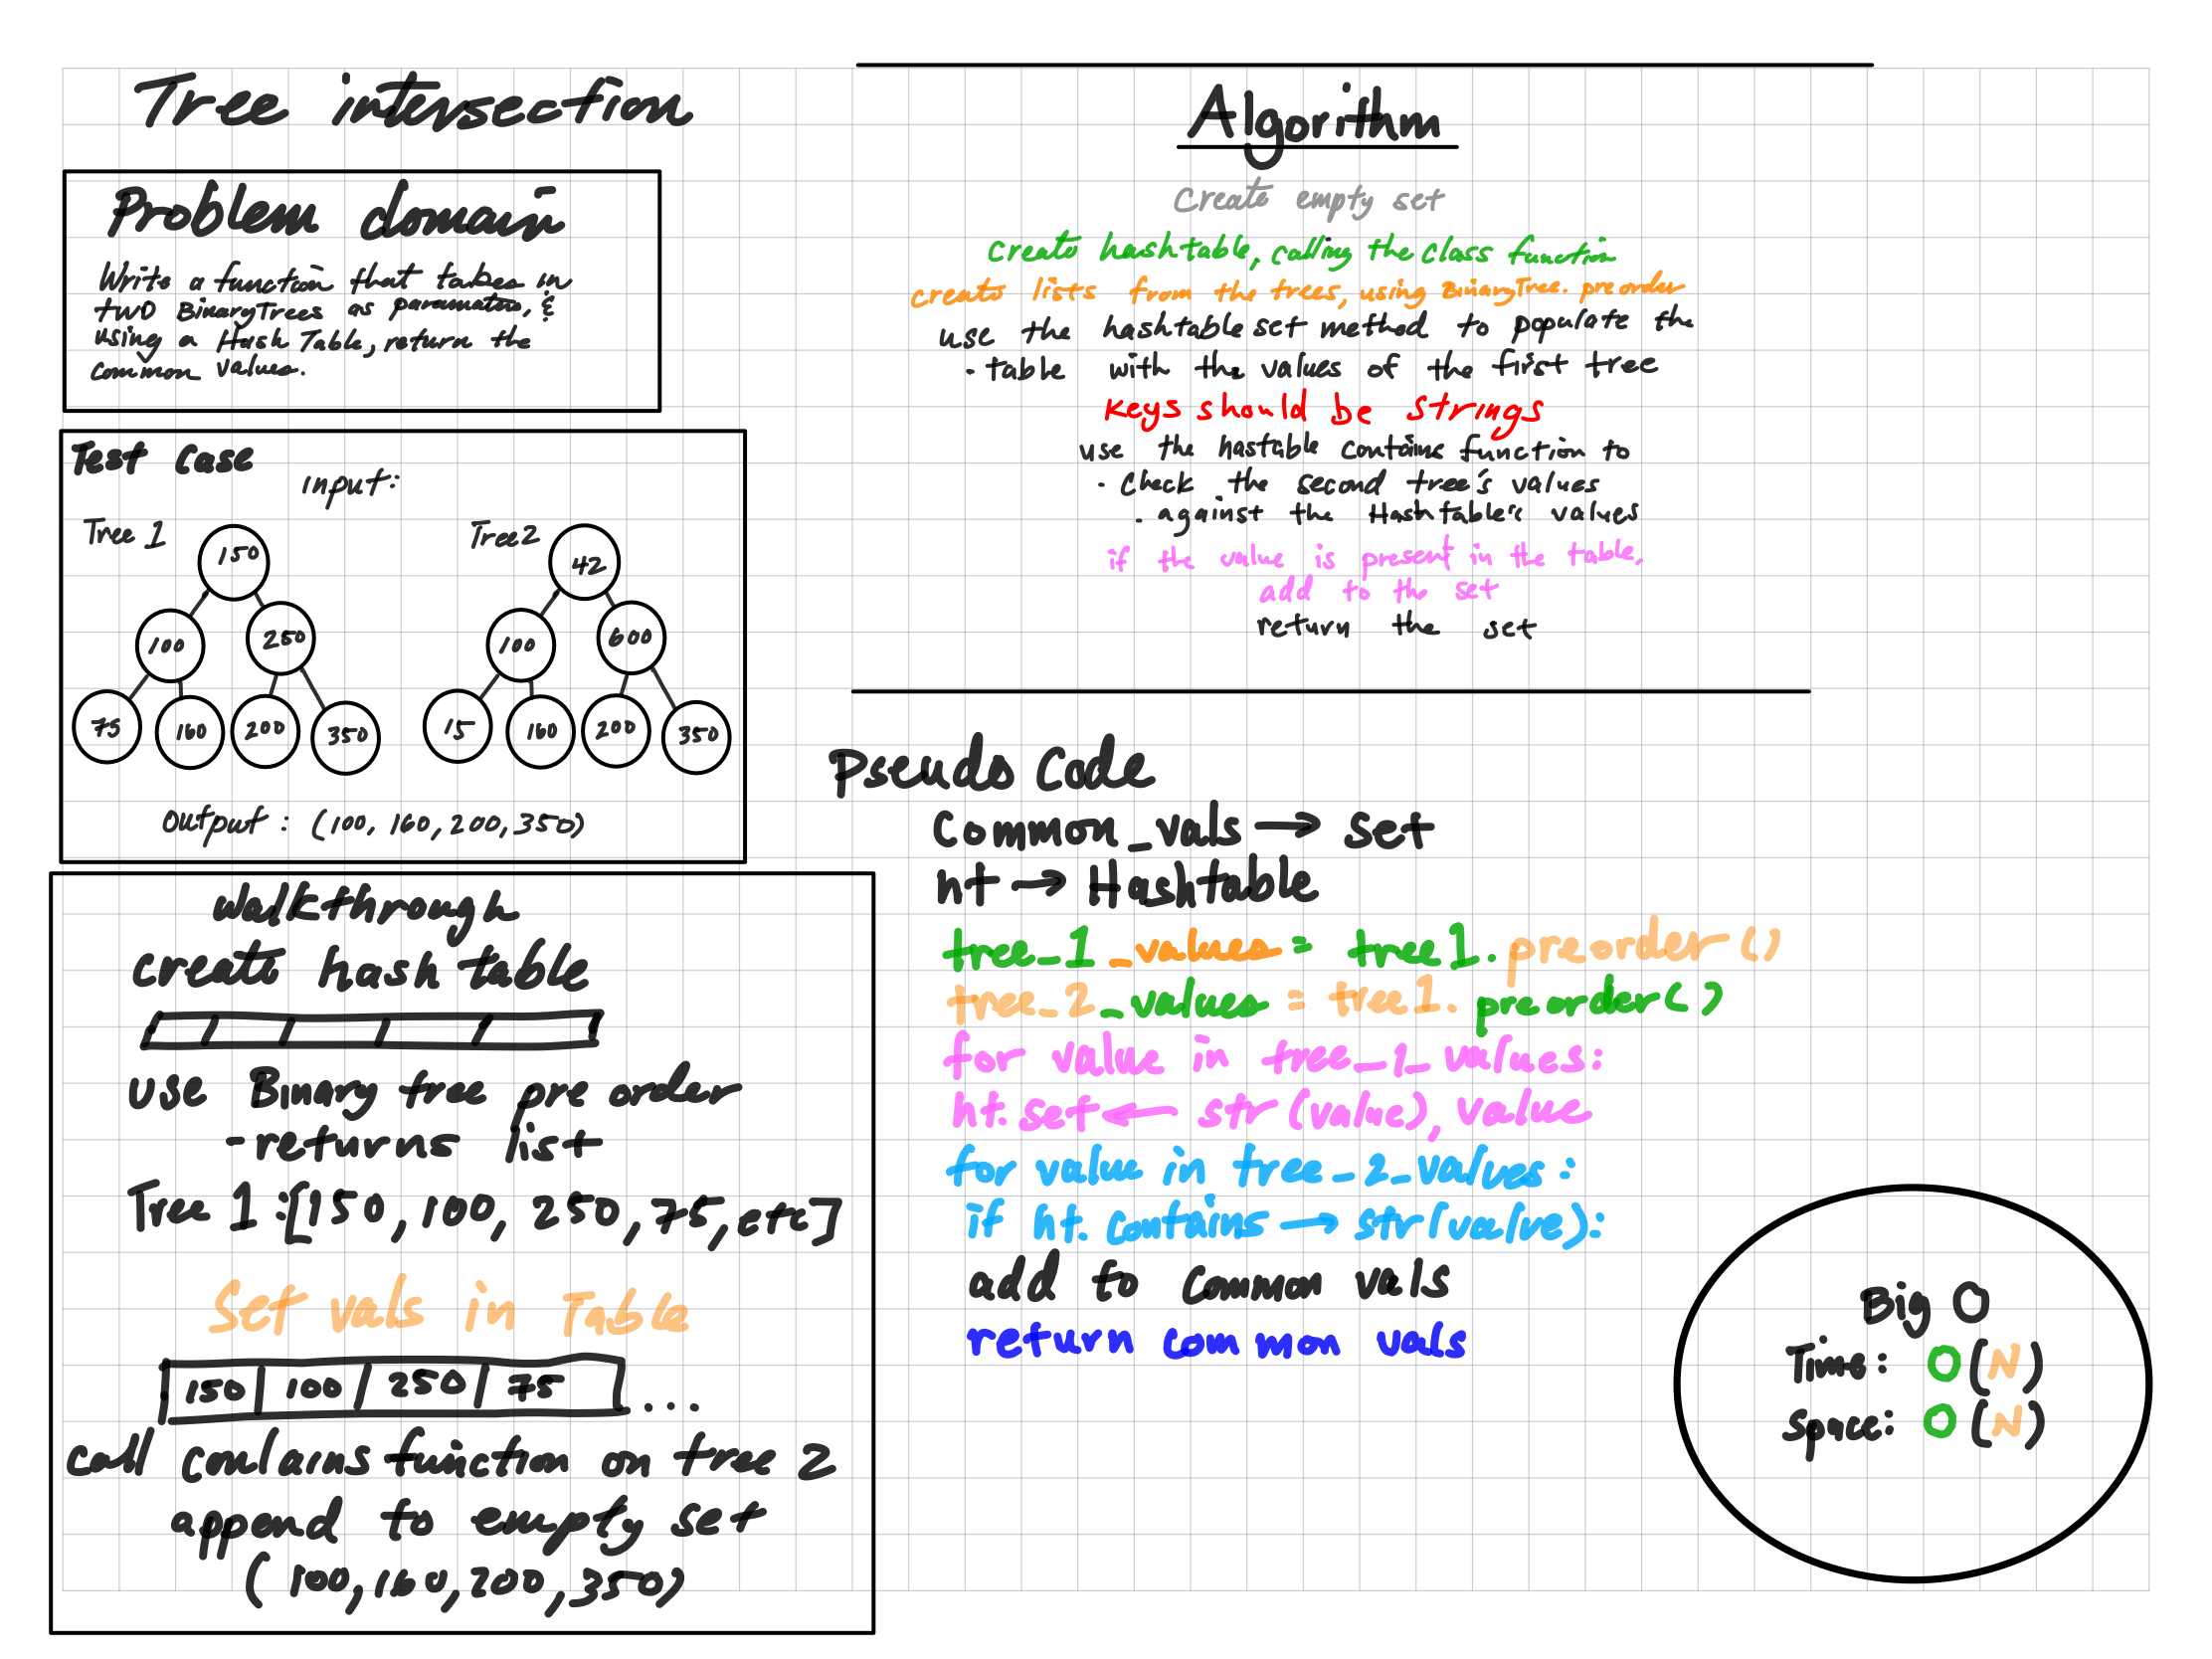 Tree intersection
Problem domain
Write a function that takes in
two BinaryTrees as paramaters, &
using a Hash Table, return the
common values.
Test Case
input:
Tree 1
150
100
250
75
160
200
350
Tree 2
42
100
600
15
160
200
350
Output : (100, 160, 200, 350)
Walkthrough
create hash table
use Binary tree pre order
- returns list
Tree 1 :[150, 100, 250, 75, etc]
Set vals in Table
150 100 250 75 ...
call contains function on tree 2
append to empty set
(100, 160, 200, 350)
Algorithm
Create empty set
create hashtable, calling the class function
create lists from the trees, using BinaryTree.preorder
use the hashtable set method to populate the
- table with the values of the first tree
Keys should be strings
use the hastable contains function to
- Check the second tree's values
- against the Hashtable's values
if the value is present in the table,
add to the set
return the set
Pseudo Code
Common_vals → set
ht → Hashtable
tree_1_values = tree1.preorder()
tree_2_values = tree1.preorder()
for value in tree_1_values:
ht.set ← str(value), value
for value in tree_2_values:
if ht.contains → str(value):
add to common vals
return common vals
Big O
Time: O(N)
Space: O(N)